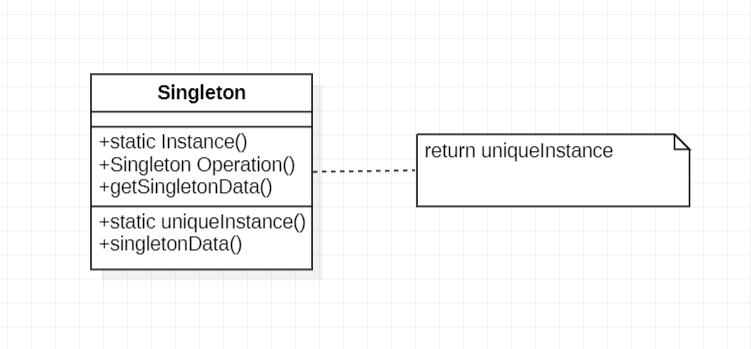 Singleton
+static Instance()
+Singleton Operation()
+getSingletonData()
+static uniqueInstance()
+singletonData()
return uniqueInstance